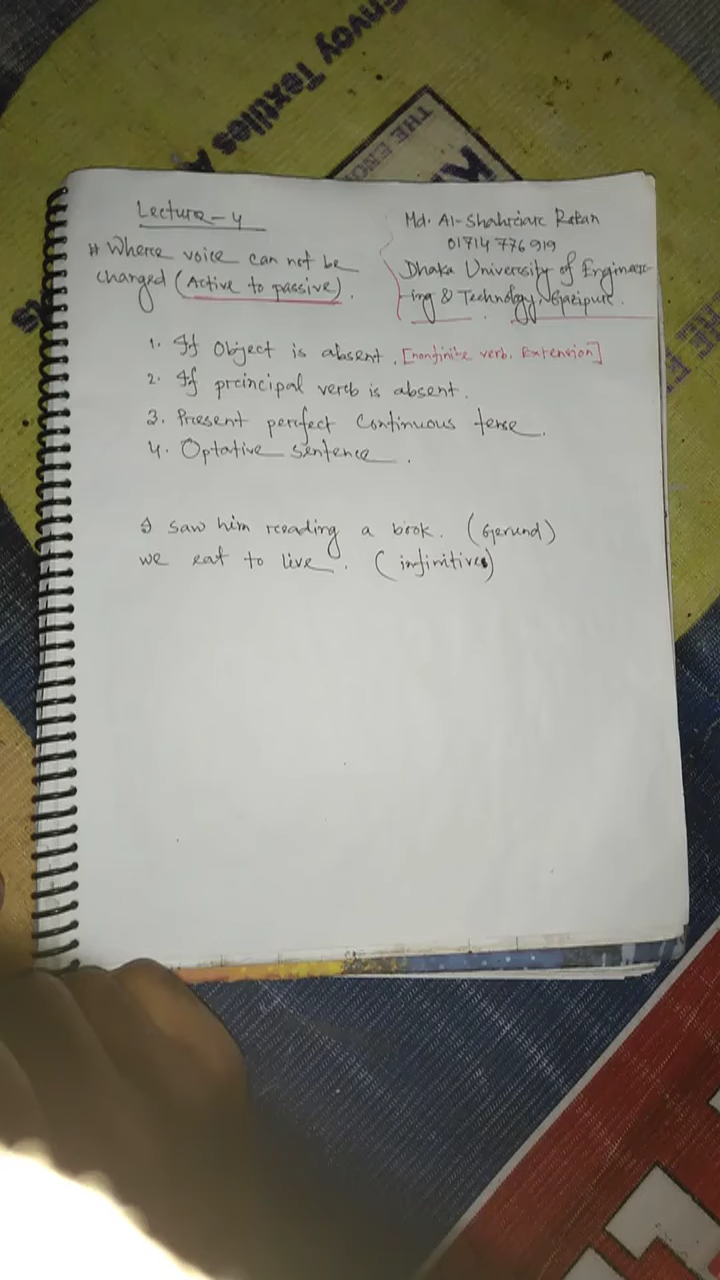 Envoy Textiles
THE ENO
Lecture - 4
# Where voice can not be
changed (Active to passive).
Md. Al-Shahriar Ratan
01714 776 919
Dhaka University of Engineer-
ing & Technology, Gazipur.
1. If Object is absent. [nonfinite verb. Extension]
2. If principal verb is absent.
3. Present perfect Continuous tense.
4. Optative sentence.
I saw him reading a book. (Gerund)
we eat to live. (infinitive)